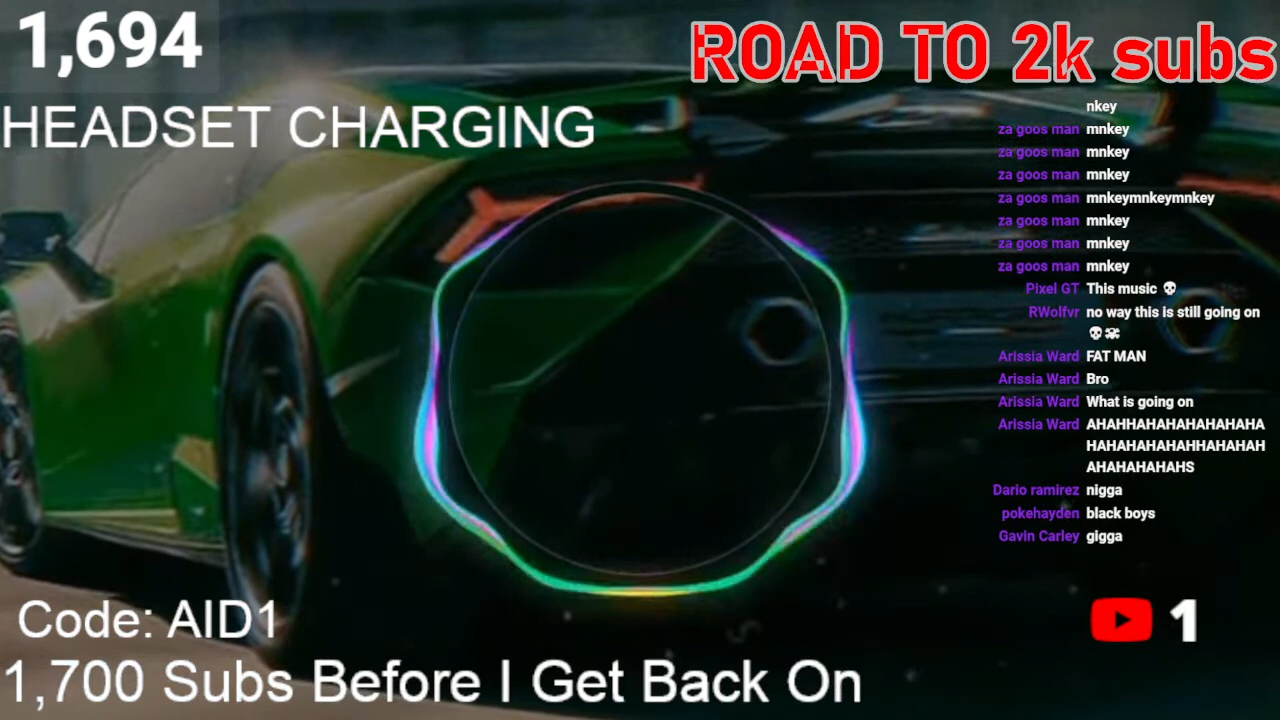 1,694
ROAD TO 2k subs
HEADSET CHARGING
nkey
za goos man mnkey
za goos man mnkey
za goos man mnkey
za goos man mnkeymnkeymnkey
za goos man mnkey
za goos man mnkey
za goos man mnkey
Pixel GT This music 💀
RWolfvr no way this is still going on
💀☠
Arissia Ward FAT MAN
Arissia Ward Bro
Arissia Ward What is going on
Arissia Ward AHAHHAHAHAHAHAHAHA
HAHAHAHAHAHHAHAHAH
AHAHAHAHAHS
Dario ramirez nigga
pokehayden black boys
Gavin Carley gigga
1
Code: AID1
1,700 Subs Before I Get Back On